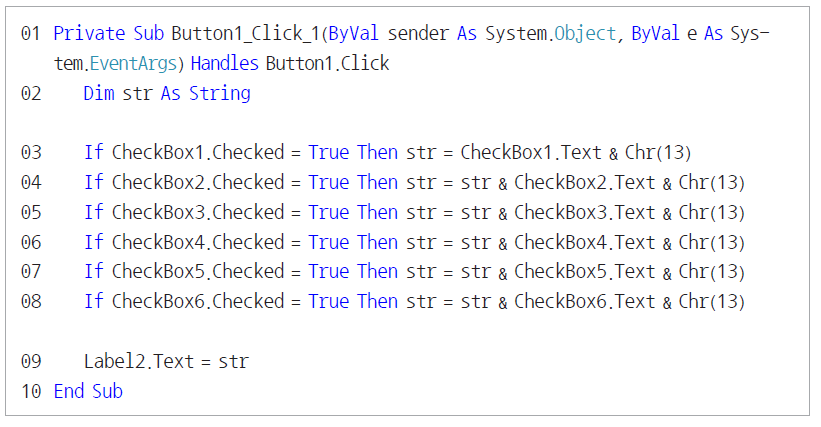 01 Private Sub Button1_Click_1(ByVal sender As System.Object, ByVal e As Sys-
tem.EventArgs) Handles Button1.Click
02 Dim str As String
03 If CheckBox1.Checked = True Then str = CheckBox1.Text & Chr(13)
04 If CheckBox2.Checked = True Then str = str & CheckBox2.Text & Chr(13)
05 If CheckBox3.Checked = True Then str = str & CheckBox3.Text & Chr(13)
06 If CheckBox4.Checked = True Then str = str & CheckBox4.Text & Chr(13)
07 If CheckBox5.Checked = True Then str = str & CheckBox5.Text & Chr(13)
08 If CheckBox6.Checked = True Then str = str & CheckBox6.Text & Chr(13)
09 Label2.Text = str
10 End Sub